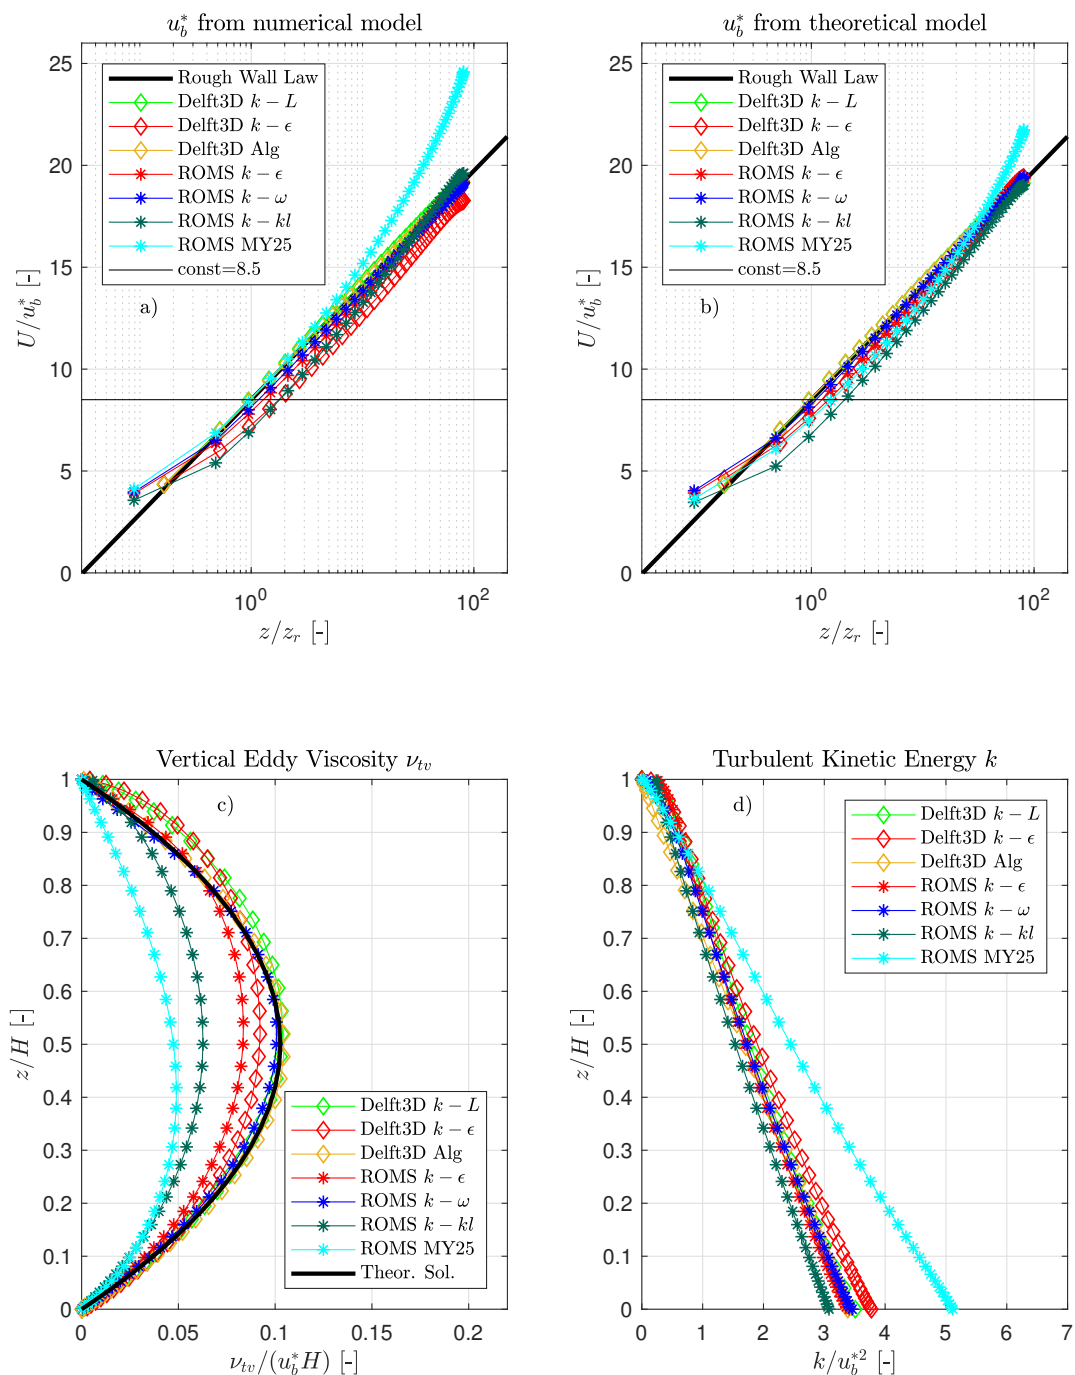 u_b^* from numerical model
25
20
15
10
5
0
U/u_b^* [-]
Rough Wall Law
Delft3D k − L
Delft3D k − ϵ
Delft3D Alg
ROMS k − ϵ
ROMS k − ω
ROMS k − kl
ROMS MY25
const=8.5
a)
10^0
10^2
z/z_r [-]
u_b^* from theoretical model
25
20
15
10
5
0
U/u_b^* [-]
Rough Wall Law
Delft3D k − L
Delft3D k − ϵ
Delft3D Alg
ROMS k − ϵ
ROMS k − ω
ROMS k − kl
ROMS MY25
const=8.5
b)
10^0
10^2
z/z_r [-]
Vertical Eddy Viscosity ν_{tv}
1
0.9
0.8
0.7
0.6
0.5
0.4
0.3
0.2
0.1
0
z/H [-]
c)
Delft3D k − L
Delft3D k − ϵ
Delft3D Alg
ROMS k − ϵ
ROMS k − ω
ROMS k − kl
ROMS MY25
Theor. Sol.
0 0.05 0.1 0.15 0.2
ν_{tv}/(u_b^* H) [-]
Turbulent Kinetic Energy k
1
0.9
0.8
0.7
0.6
0.5
0.4
0.3
0.2
0.1
0
z/H [-]
d)
Delft3D k − L
Delft3D k − ϵ
Delft3D Alg
ROMS k − ϵ
ROMS k − ω
ROMS k − kl
ROMS MY25
0 1 2 3 4 5 6 7
k/u_b^{*2} [-]